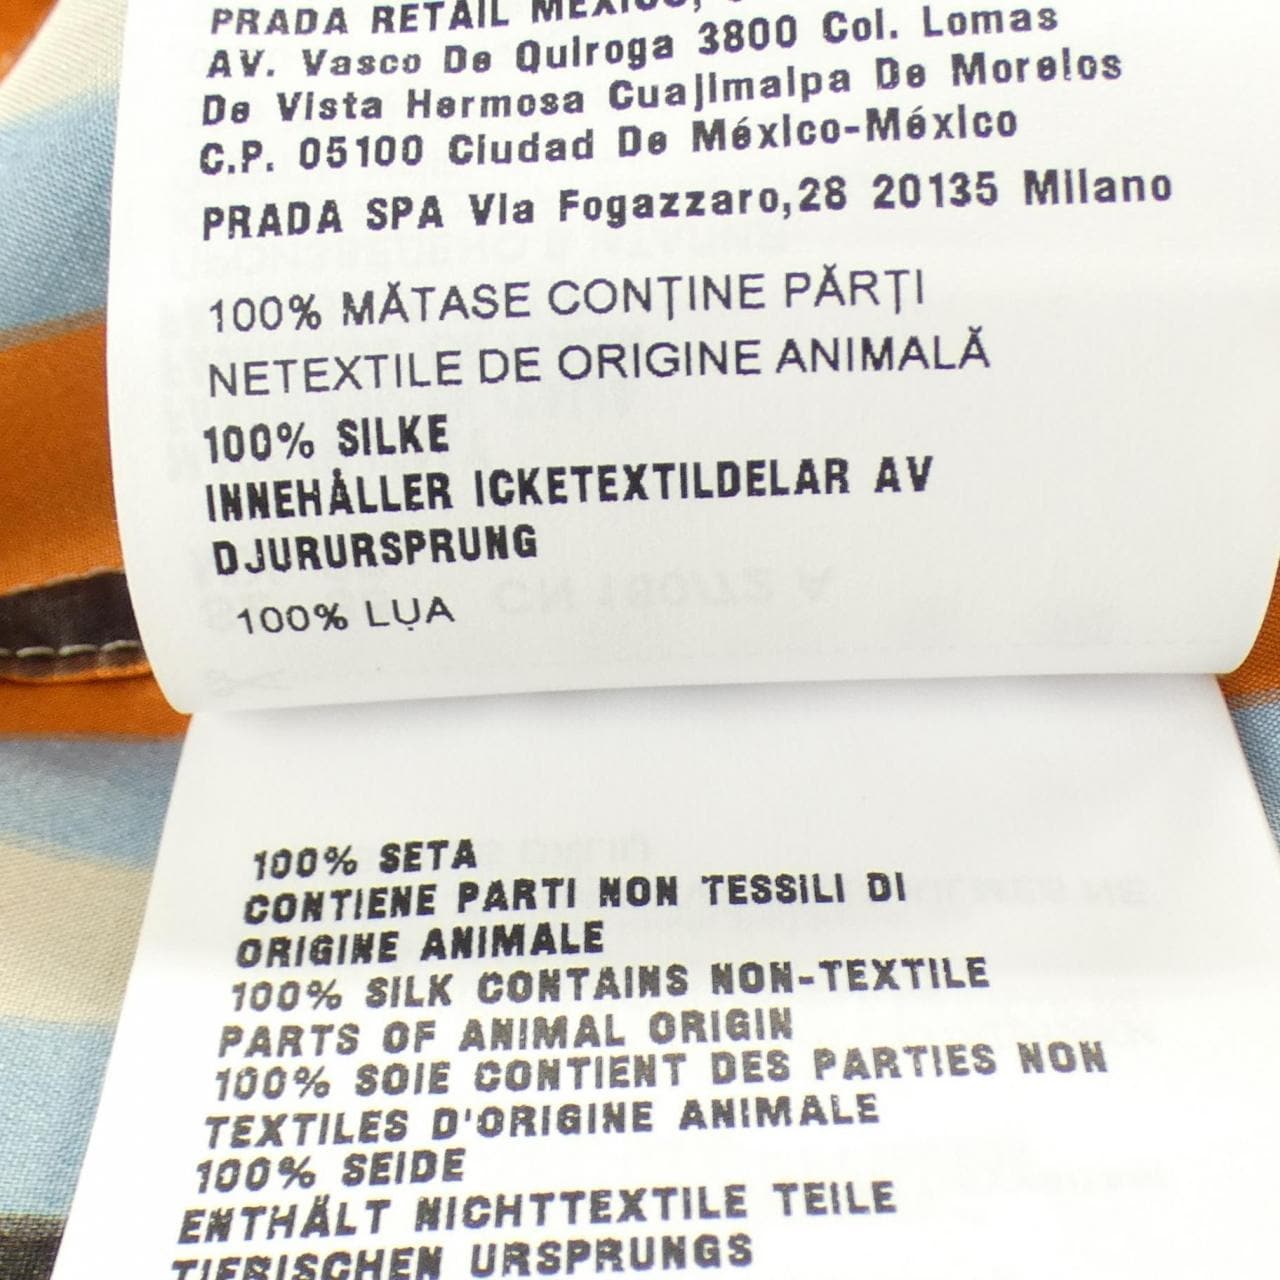 PRADA RETAIL MEXICO,
AV. Vasco De Quiroga 3800 Col. Lomas
De Vista Hermosa Cuajimalpa De Morelos
C.P. 05100 Ciudad De México-México
PRADA SPA Via Fogazzaro,28 20135 Milano
100% MĂTASE CONȚINE PĂRȚI
NETEXTILE DE ORIGINE ANIMALĂ
100% SILKE
INNEHÅLLER ICKETEXTILDELAR AV
DJURURSPRUNG
100% LỤA
100% SETA
CONTIENE PARTI NON TESSILI DI
ORIGINE ANIMALE
100% SILK CONTAINS NON-TEXTILE
PARTS OF ANIMAL ORIGIN
100% SOIE CONTIENT DES PARTIES NON
TEXTILES D'ORIGINE ANIMALE
100% SEIDE
ENTHÄLT NICHTTEXTILE TEILE
TIERISCHEN URSPRUNGS